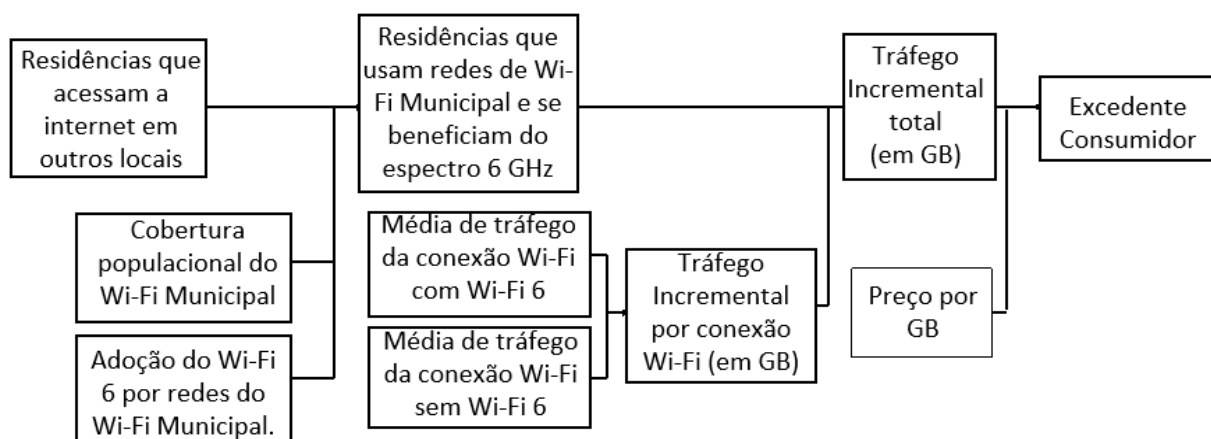 Residências que
acessam a
internet em
outros locais
Residências que
usam redes de Wi-
Fi Municipal e se
beneficiam do
espectro 6 GHz
Tráfego
Incremental
total
(em GB)
Excedente
Consumidor
Cobertura
populacional do
Wi-Fi Municipal
Média de tráfego
da conexão Wi-Fi
com Wi-Fi 6
Tráfego
Incremental
por conexão
Wi-Fi (em GB)
Preço por
GB
Adoção do Wi-Fi
6 por redes do
Wi-Fi Municipal.
Média de tráfego
da conexão Wi-Fi
sem Wi-Fi 6